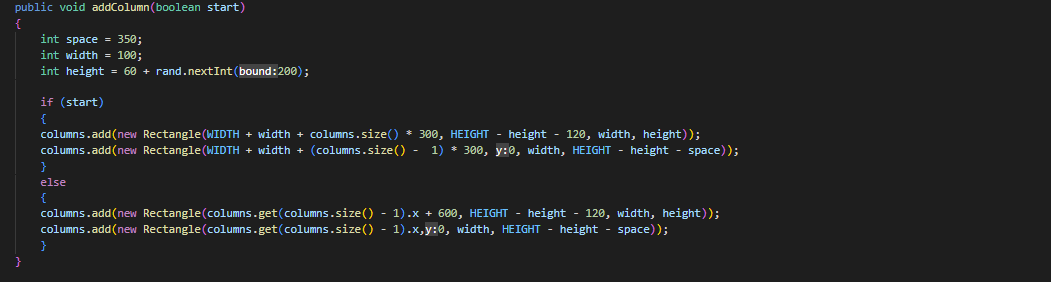 public void addColumn(boolean start)
{
int space = 350;
int width = 100;
int height = 60 + rand.nextInt(bound:200);
if (start)
{
columns.add(new Rectangle(WIDTH + width + columns.size() * 300, HEIGHT - height - 120, width, height));
columns.add(new Rectangle(WIDTH + width + (columns.size() -  1) * 300, y:0, width, HEIGHT - height - space));
}
else
{
columns.add(new Rectangle(columns.get(columns.size() - 1).x + 600, HEIGHT - height - 120, width, height));
columns.add(new Rectangle(columns.get(columns.size() - 1).x,y:0, width, HEIGHT - height - space));
}
}